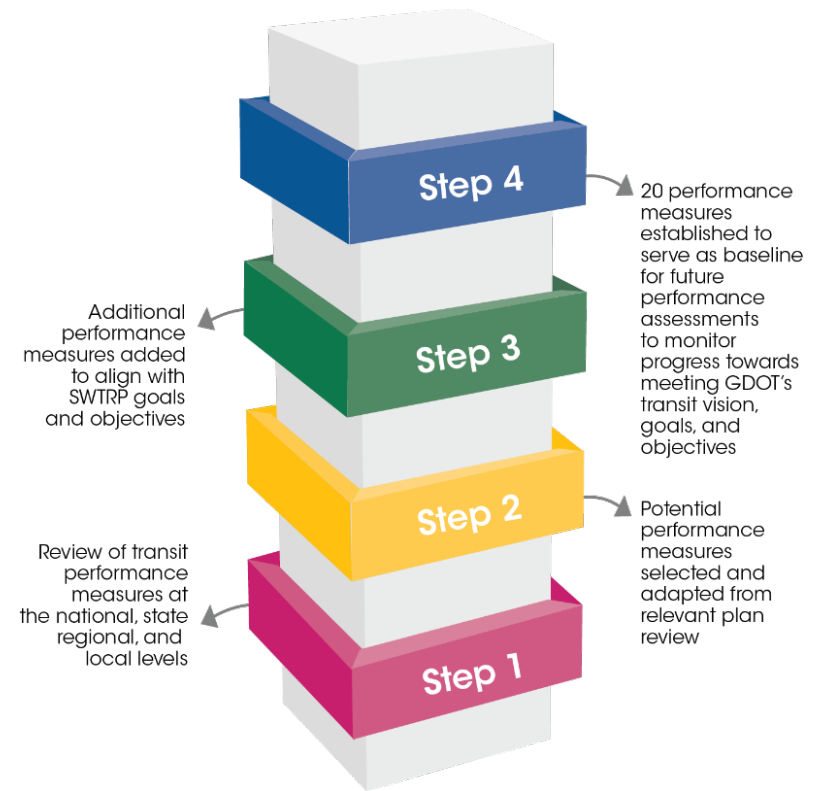 Step 4
20 performance
measures
established to
serve as baseline
for future
performance
assessments
to monitor
progress towards
meeting GDOT's
transit vision,
goals, and
objectives
Additional
performance
measures added
to align with
SWTRP goals
and objectives
Step 3
Step 2
Potential
performance
measures
selected and
adapted from
relevant plan
review
Review of transit
performance
measures at
the national, state
regional, and
local levels
Step 1